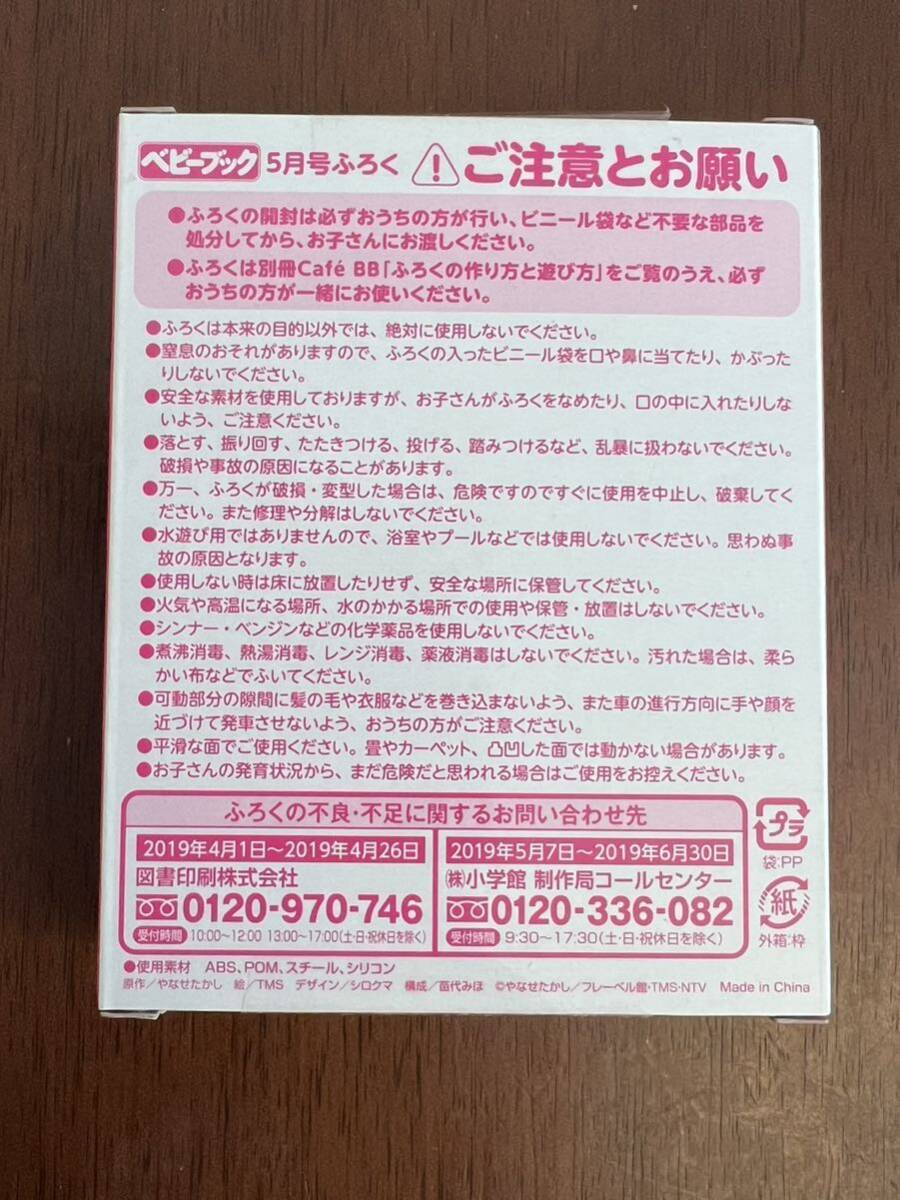 ベビーブック 5月号ふろく ご注意とお願い
●ふろくの開封は必ずおうちの方が行い、ビニール袋など不要な部品を
処分してから、お子さんにお渡しください。
●ふろくは別冊Café BB「ふろくの作り方と遊び方」をご覧のうえ、必ず
おうちの方が一緒にお使いください。
●ふろくは本来の目的以外では、絶対に使用しないでください。
●窒息のおそれがありますので、ふろくの入ったビニール袋を口や鼻に当てたり、かぶった
りしないでください。
●安全な素材を使用しておりますが、お子さんがふろくをなめたり、口の中に入れたりしな
いよう、ご注意ください。
●落とす、振り回す、たたきつける、投げる、踏みつけるなど、乱暴に扱わないでください。
破損や事故の原因になることがあります。
●万一、ふろくが破損・変型した場合は、危険ですのですぐに使用を中止し、破棄してく
ださい。また修理や分解はしないでください。
●水遊び用ではありませんので、浴室やプールなどでは使用しないでください。思わぬ事
故の原因となります。
●使用しない時は床に放置したりせず、安全な場所に保管してください。
●火気や高温になる場所、水のかかる場所での使用や保管・放置はしないでください。
●シンナー・ベンジンなどの化学薬品を使用しないでください。
●煮沸消毒、熱湯消毒、レンジ消毒、薬液消毒はしないでください。汚れた場合は、柔ら
かい布などでふいてください。
●可動部分の隙間に髪の毛や衣服などを巻き込まないよう、また車の進行方向に手や顔を
近づけて発車させないよう、おうちの方がご注意ください。
●平滑な面でご使用ください。畳やカーペット、凸凹した面では動かない場合があります。
●お子さんの発育状況から、まだ危険だと思われる場合はご使用をお控えください。
ふろくの不良・不足に関するお問い合わせ先
2019年4月1日～2019年4月26日
図書印刷株式会社
0120-970-746
受付時間 10:00～12:00 13:00～17:00(土・日・祝休日を除く)
2019年5月7日～2019年6月30日
㈱小学館 制作局コールセンター
0120-336-082
受付時間 9:30～17:30(土・日・祝休日を除く)
プラ
袋:PP
紙
外箱:枠
●使用素材 ABS、POM、スチール、シリコン
原作/やなせたかし 絵/TMS デザイン/シロクマ 構成/苗代みほ ©やなせたかし/フレーベル館・TMS・NTV Made in China